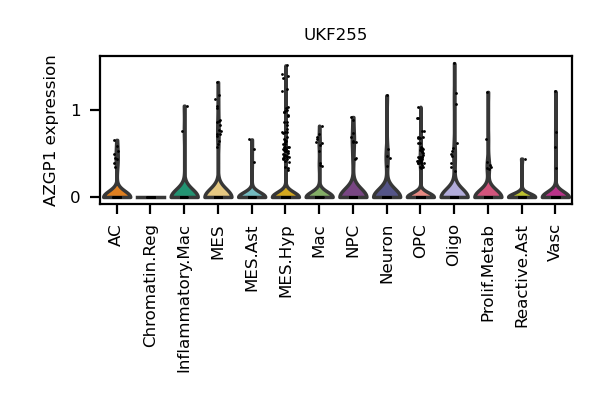 UKF255
AZGP1 expression
1
0
AC
Chromatin.Reg
Inflammatory.Mac
MES
MES.Ast
MES.Hyp
Mac
NPC
Neuron
OPC
Oligo
Prolif.Metab
Reactive.Ast
Vasc